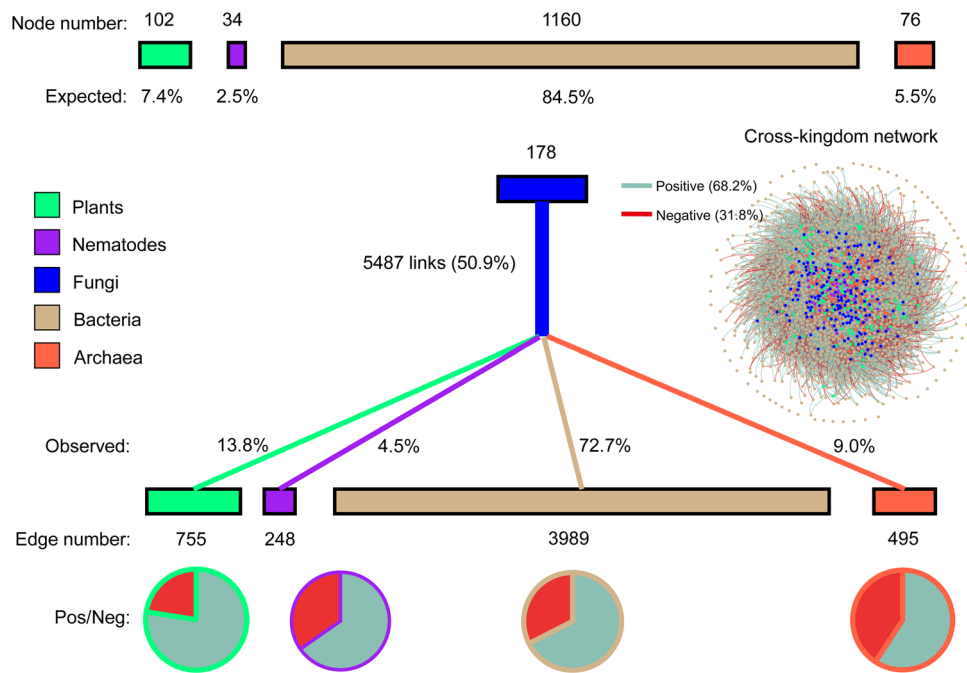 Node number: 102 34 1160 76
Expected: 7.4% 2.5% 84.5% 5.5%
Cross-kingdom network
178
Positive (68.2%)
Negative (31.8%)
Plants
Nematodes
Fungi
Bacteria
Archaea
5487 links (50.9%)
Observed: 13.8% 4.5% 72.7% 9.0%
Edge number: 755 248 3989 495
Pos/Neg: